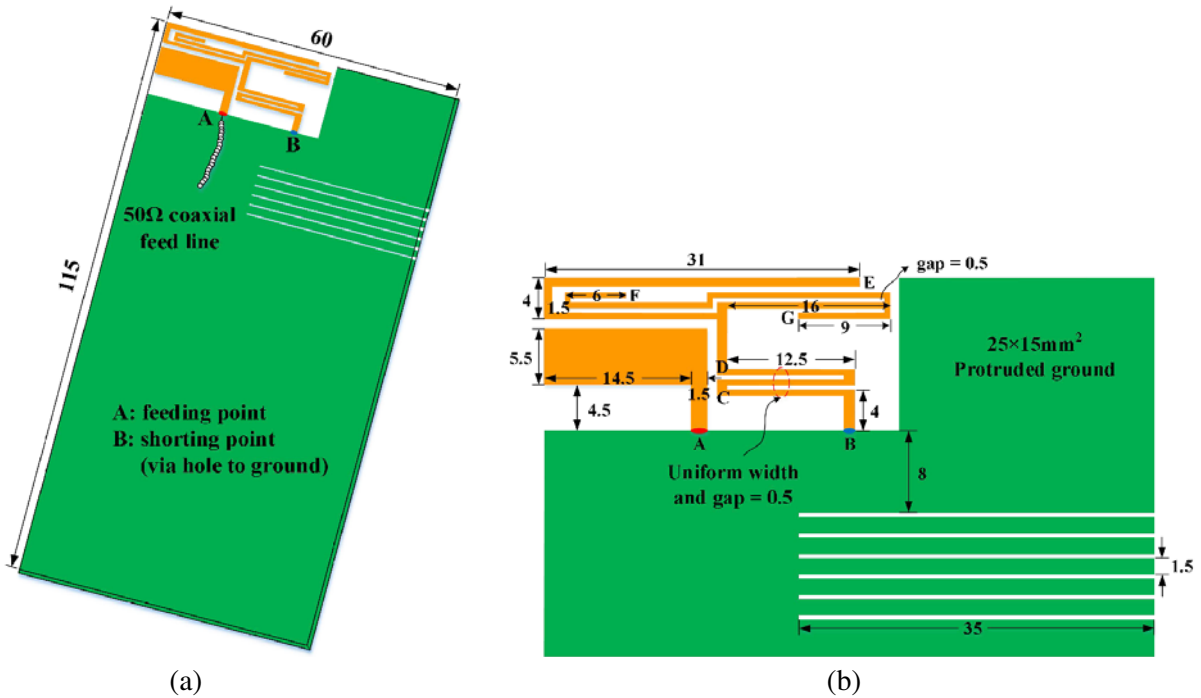 60
115
A
B
50Ω coaxial
feed line
A: feeding point
B: shorting point
(via hole to ground)
(a)
31
gap = 0.5
E
4
6
F
1.5
16
G
9
5.5
14.5
1.5
12.5
D
C
4.5
4
A
B
25×15mm²
Protruded ground
Uniform width
and gap = 0.5
8
1.5
35
(b)